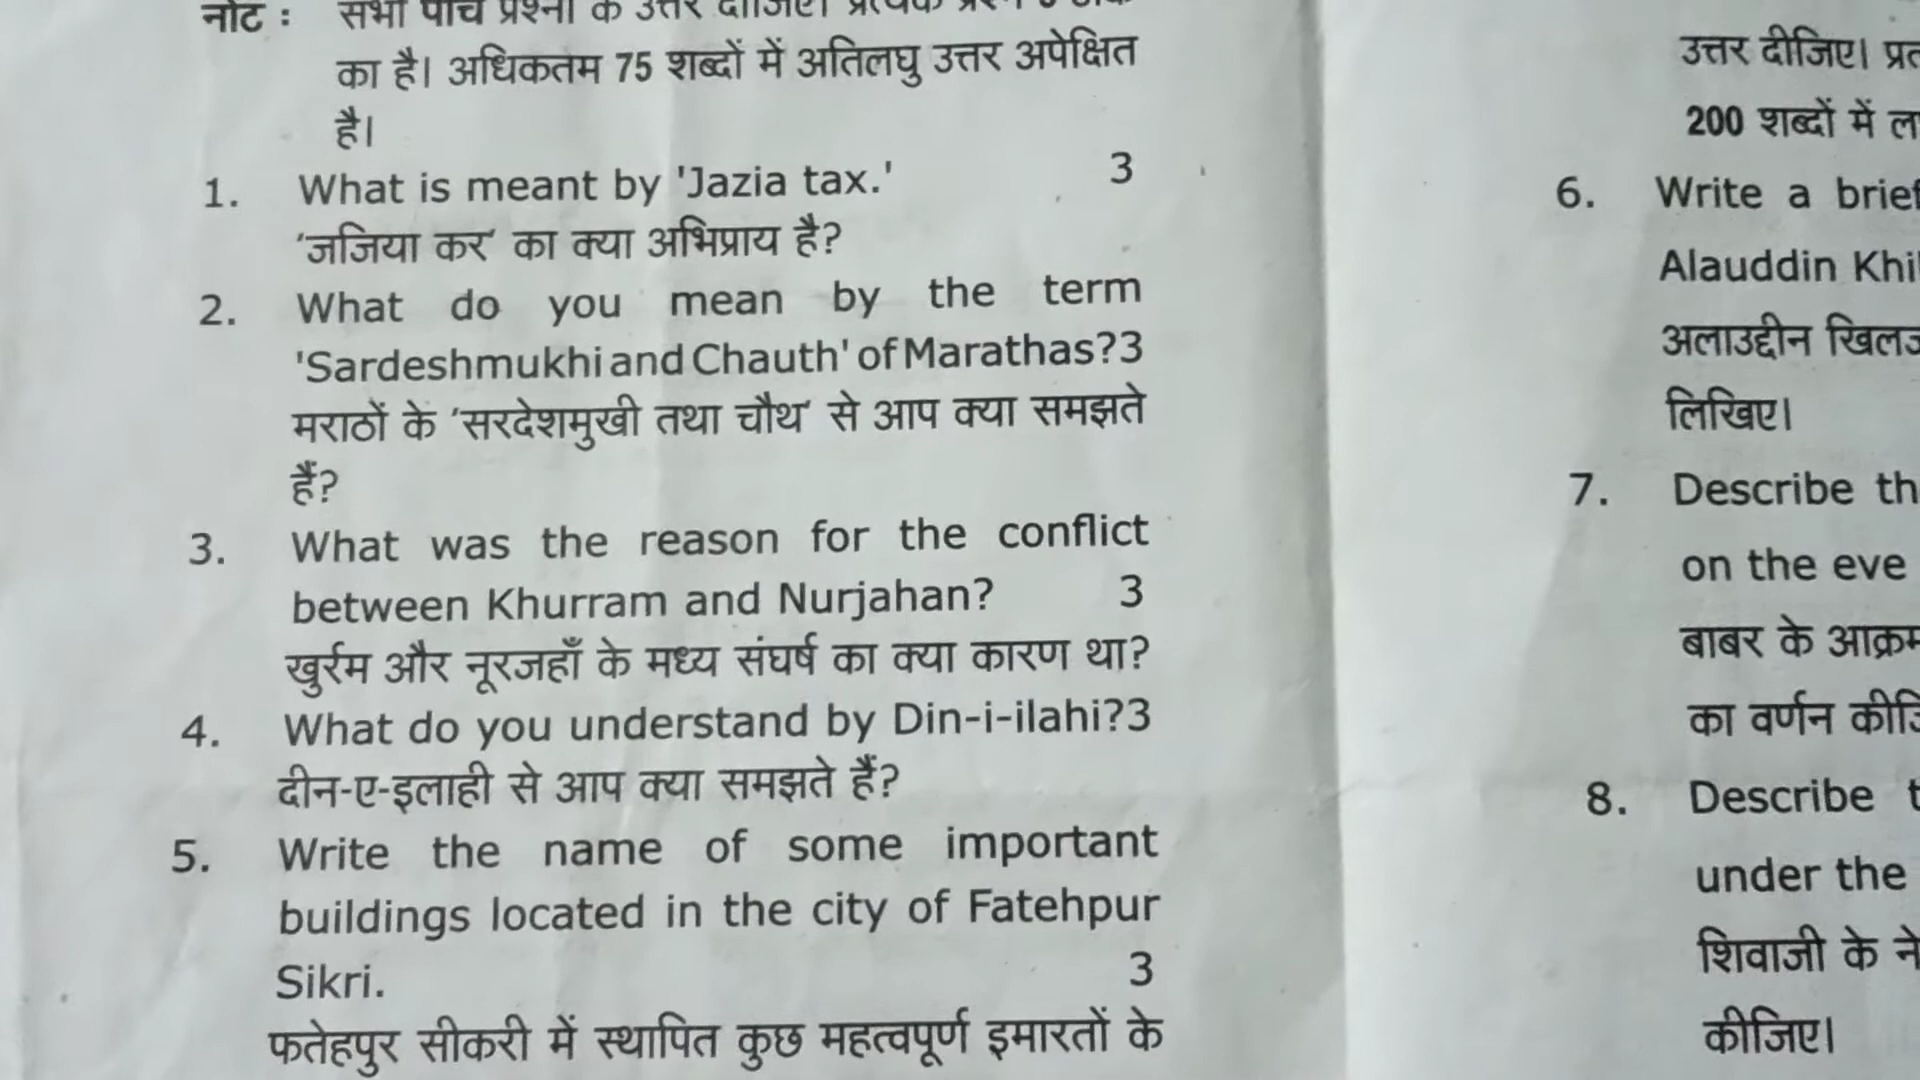 नोट : सभी पांच प्रश्नों के उत्तर दीजिए। प्रत्येक प्रश्न
का है। अधिकतम 75 शब्दों में अतिलघु उत्तर अपेक्षित
है।
1. What is meant by 'Jazia tax.' 3
'जजिया कर' का क्या अभिप्राय है?
2. What do you mean by the term
'Sardeshmukhi and Chauth' of Marathas?3
मराठों के 'सरदेशमुखी तथा चौथ' से आप क्या समझते
हैं?
3. What was the reason for the conflict
between Khurram and Nurjahan? 3
खुर्रम और नूरजहाँ के मध्य संघर्ष का क्या कारण था?
4. What do you understand by Din-i-ilahi?3
दीन-ए-इलाही से आप क्या समझते हैं?
5. Write the name of some important
buildings located in the city of Fatehpur
Sikri. 3
फतेहपुर सीकरी में स्थापित कुछ महत्वपूर्ण इमारतों के
उत्तर दीजिए।
200 शब्दों में
6. Write a brief
Alauddin
अलाउद्दीन
लिखिए।
7. Describe
on the eve
बाबर के
का वर्णन
8. Describe
under the
शिवाजी के
कीजिए।